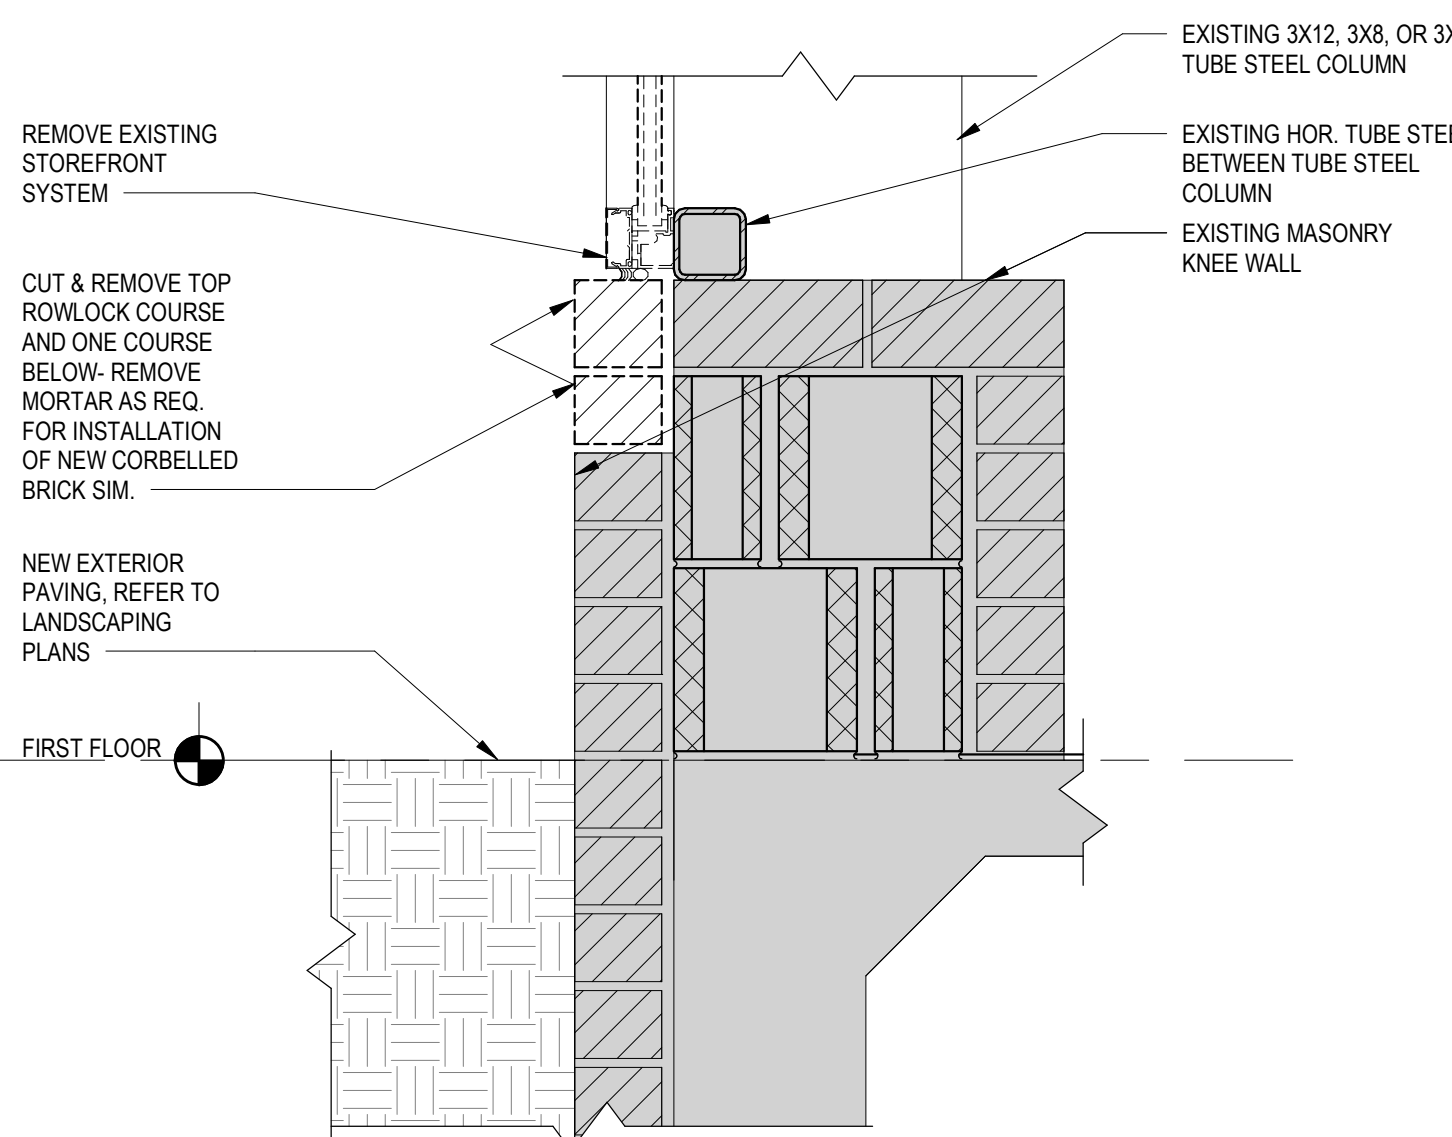 REMOVE EXISTING
STOREFRONT
SYSTEM
CUT & REMOVE TOP
ROWLOCK COURSE
AND ONE COURSE
BELOW- REMOVE
MORTAR AS REQ.
FOR INSTALLATION
OF NEW CORBELLED
BRICK SIM.
NEW EXTERIOR
PAVING, REFER TO
LANDSCAPING
PLANS
FIRST FLOOR
EXISTING 3X12, 3X8, OR
TUBE STEEL COLUMN
EXISTING HOR. TUBE
BETWEEN TUBE STEEL
COLUMN
EXISTING MASONRY
KNEE WALL